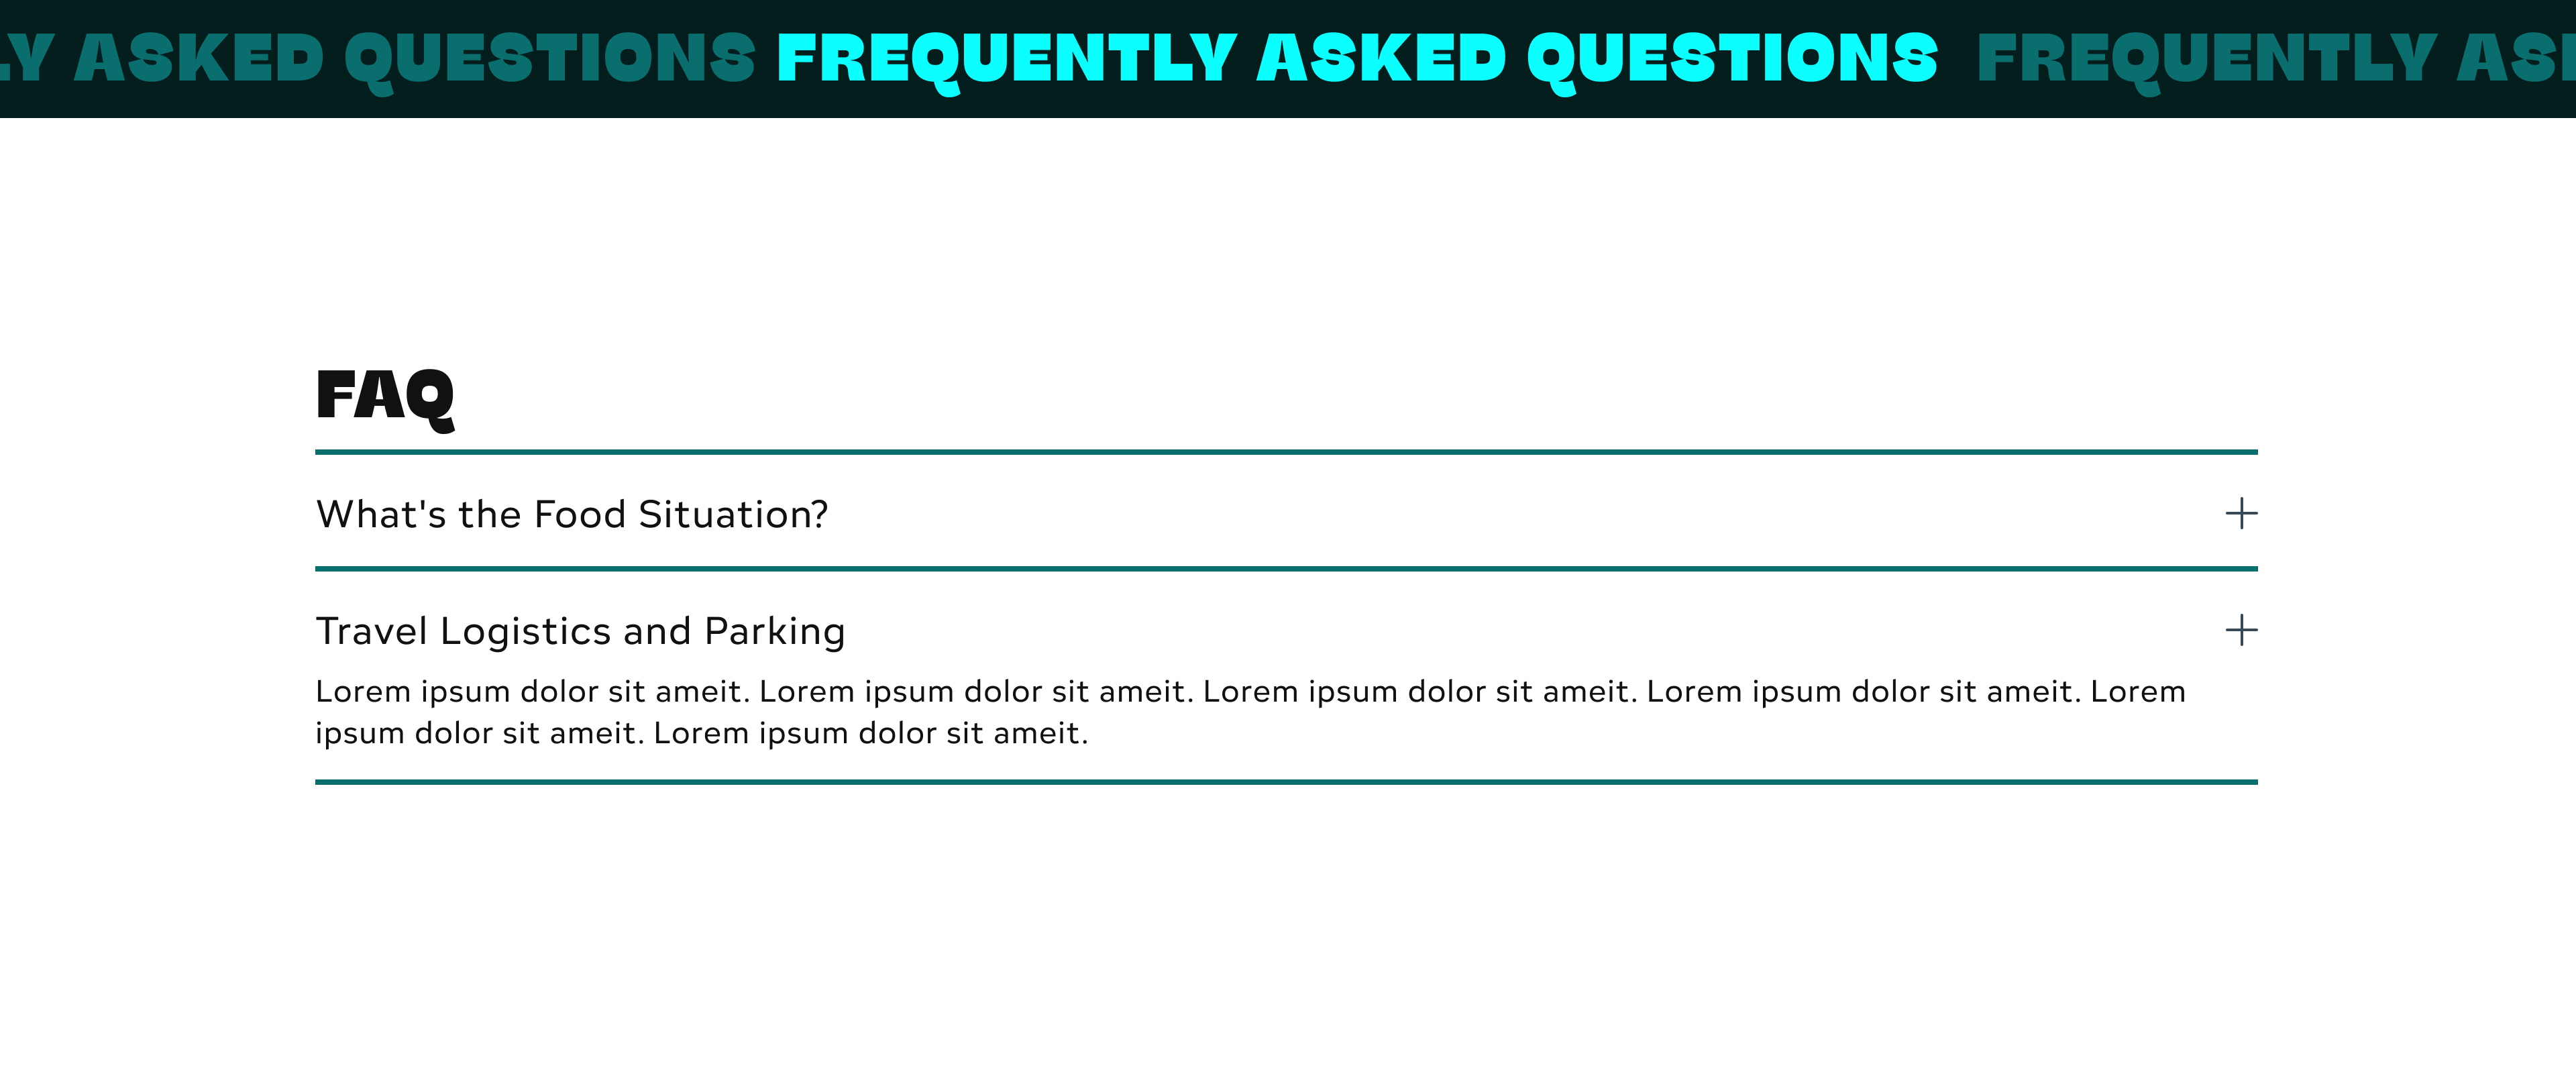 LY ASKED QUESTIONS FREQUENTLY ASKED QUESTIONS FREQUENTLY ASK
FAQ
What's the Food Situation?
Travel Logistics and Parking
Lorem ipsum dolor sit ameit. Lorem ipsum dolor sit ameit. Lorem ipsum dolor sit ameit. Lorem ipsum dolor sit ameit. Lorem
ipsum dolor sit ameit. Lorem ipsum dolor sit ameit.